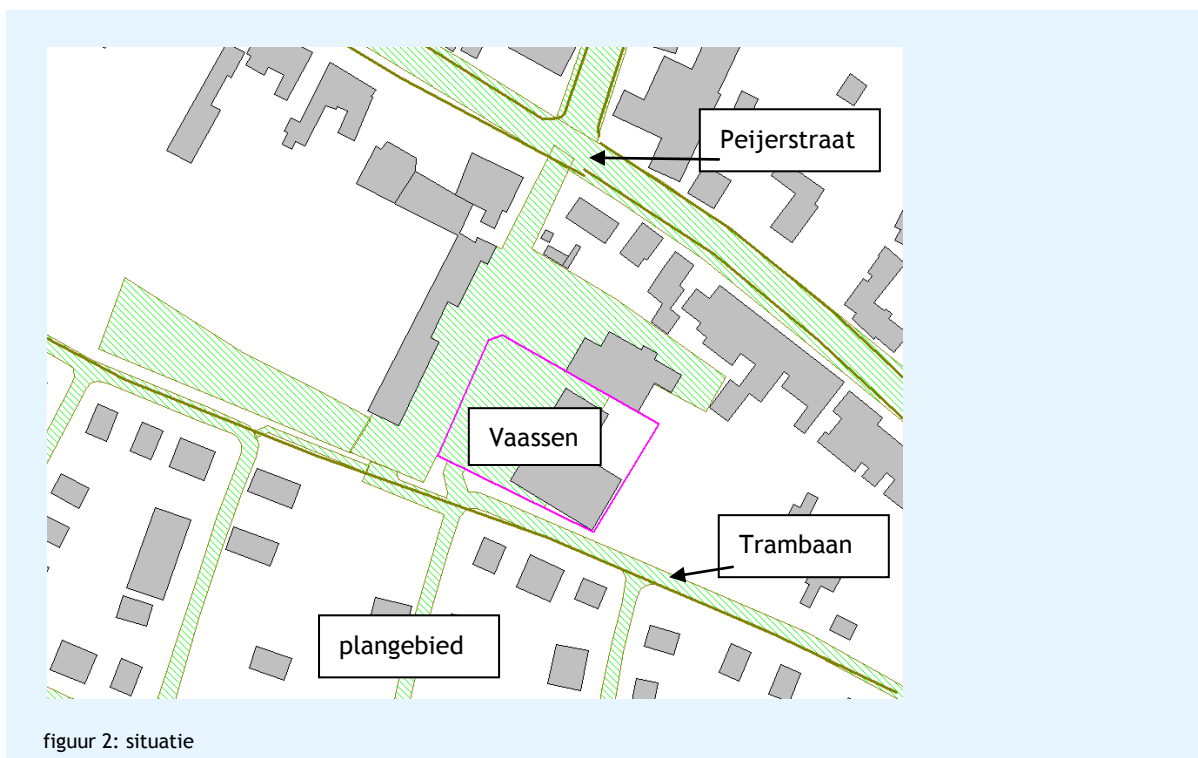 Peijerstraat
Vaassen
Trambaan
plangebied
figuur 2: situatie